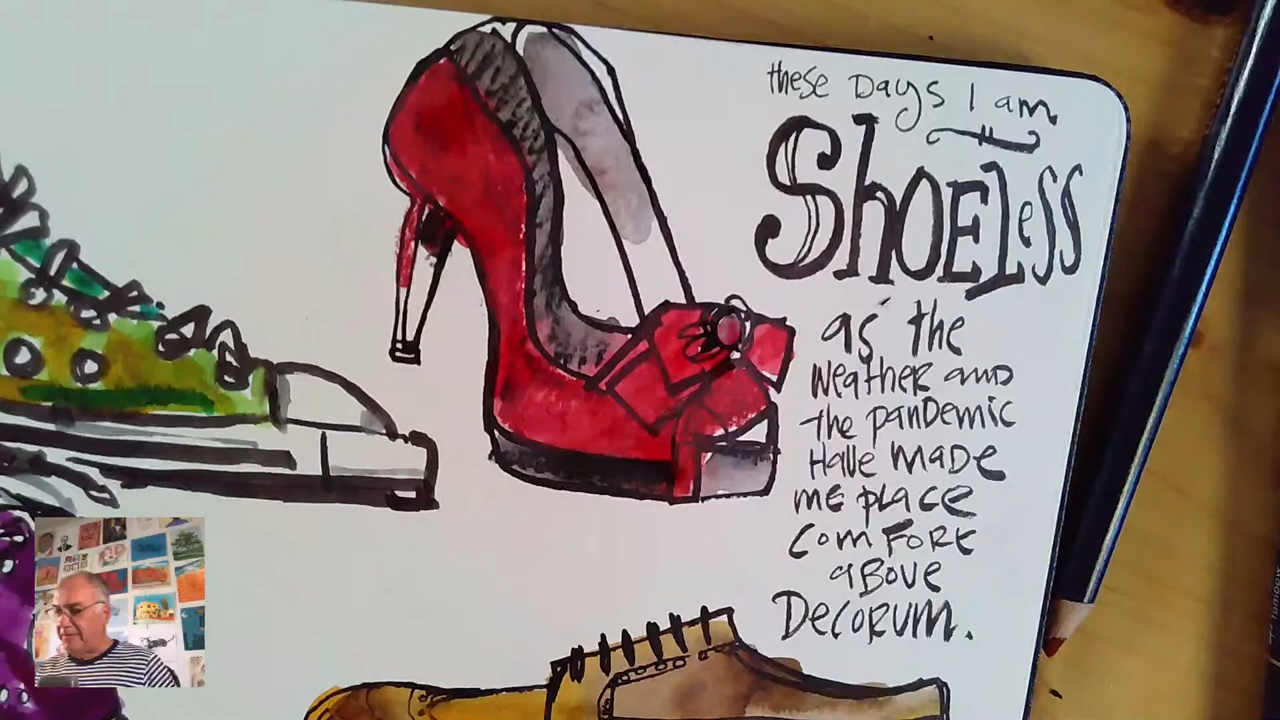 these Days I am
ShOELeSS
as the
weather and
the panDemic
Have made
me place
comFort
aBove
DecoRum.